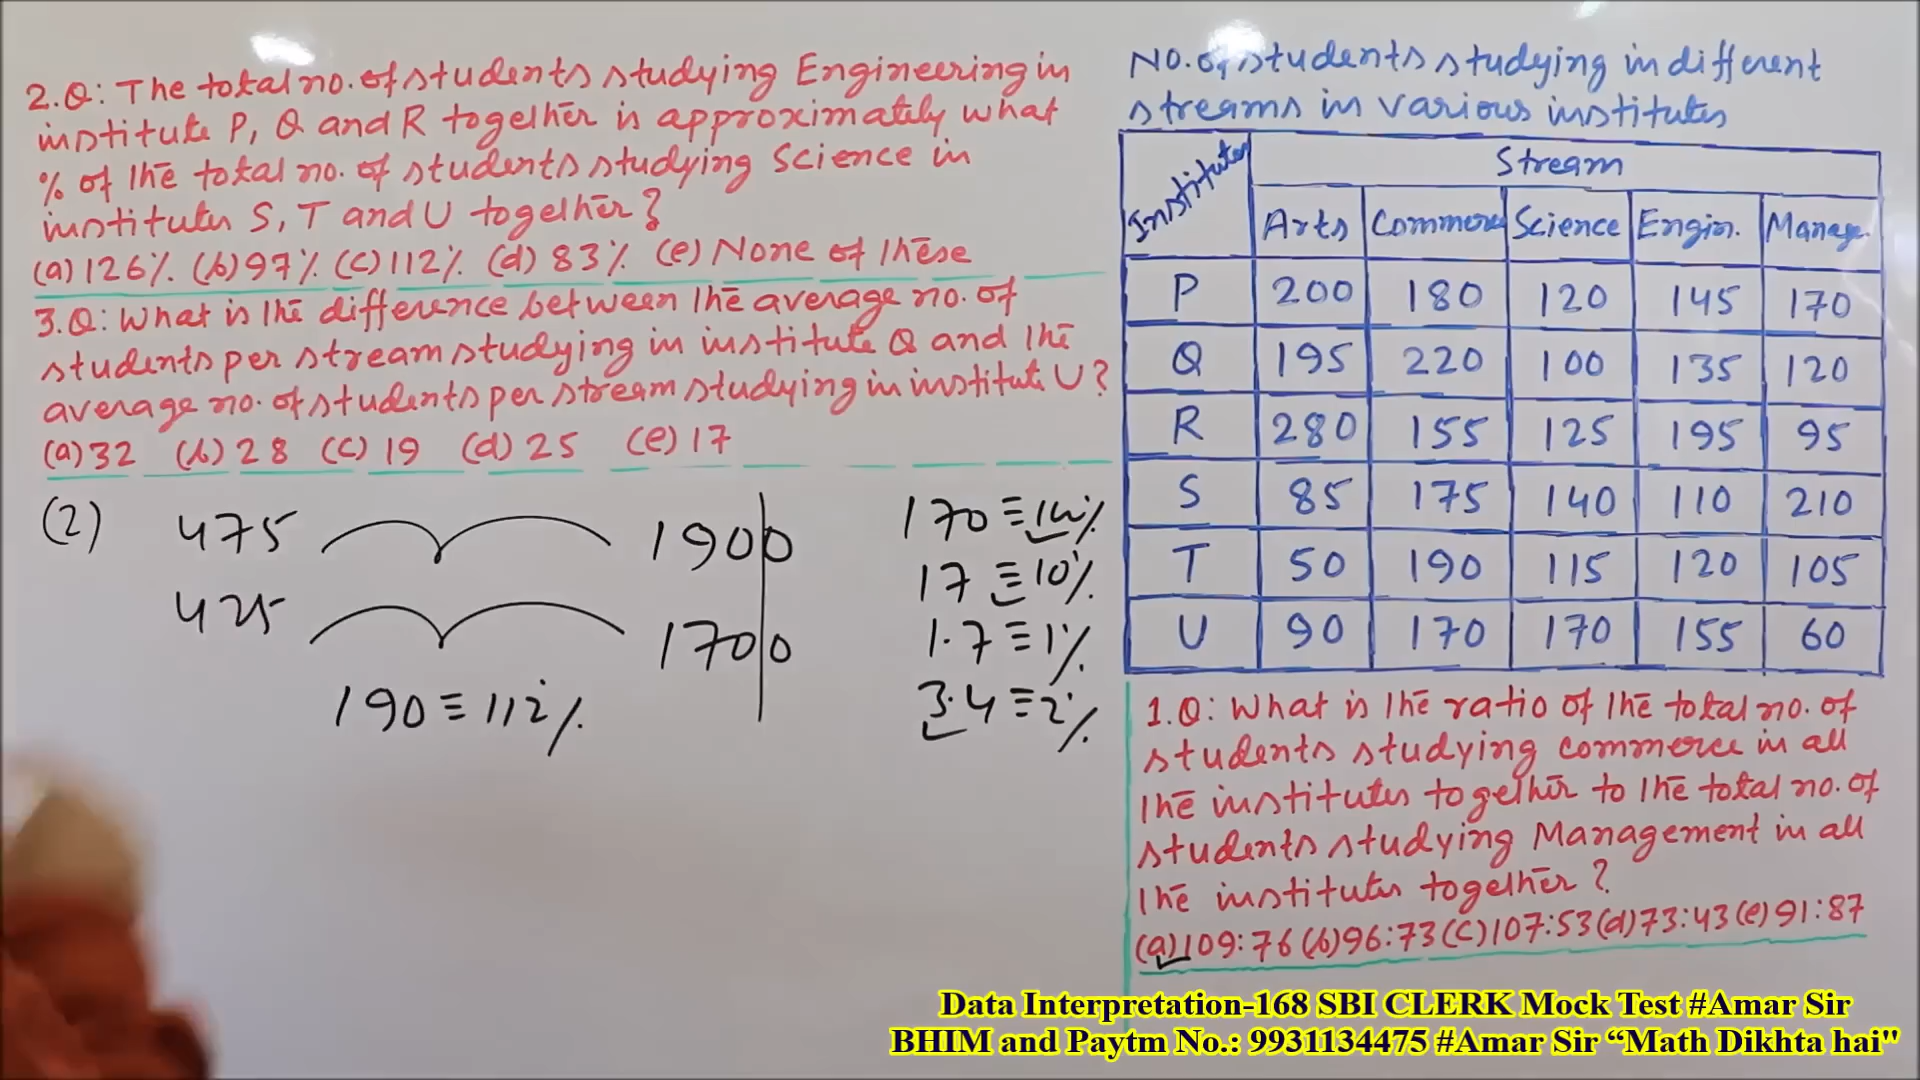 2.Q: The total no. of students studying Engineering in
institute P, Q and R together is approximately what
% of the total no. of students studying Science in
institutes S, T and U together?
(a) 126% (b) 97% (c) 112% (d) 83% (e) None of these
3.Q: What is the difference between the average no. of
students per stream studying in institute Q and the
average no. of students per stream studying in institute U?
(a) 32 (b) 28 (c) 19 (d) 25 (e) 17
(2) 475 1900
425 1700
190 ≡ 112%
17 ≡ 10%
1.7 ≡ 1%
3.4 ≡ 2%
No. of students studying in different
streams in various institutes
Institutes Stream
Arts Commerce Science Engin. Manage.
P 200 180 120 145 170
Q 195 220 100 135 120
R 280 155 125 195 95
S 85 175 140 110 210
T 50 190 115 120 105
U 90 170 170 155 60
1.Q: What is the ratio of the total no. of
students studying commerce in all
the institutes together to the total no. of
students studying Management in all
the institutes together?
(a) 109:76 (b) 96:73 (c) 107:53 (d) 73:43 (e) 91:87
Data Interpretation-168 SBI CLERK Mock Test #Amar Sir
BHIM and Paytm No.: 9931134475 #Amar Sir “Math Dikhta hai"